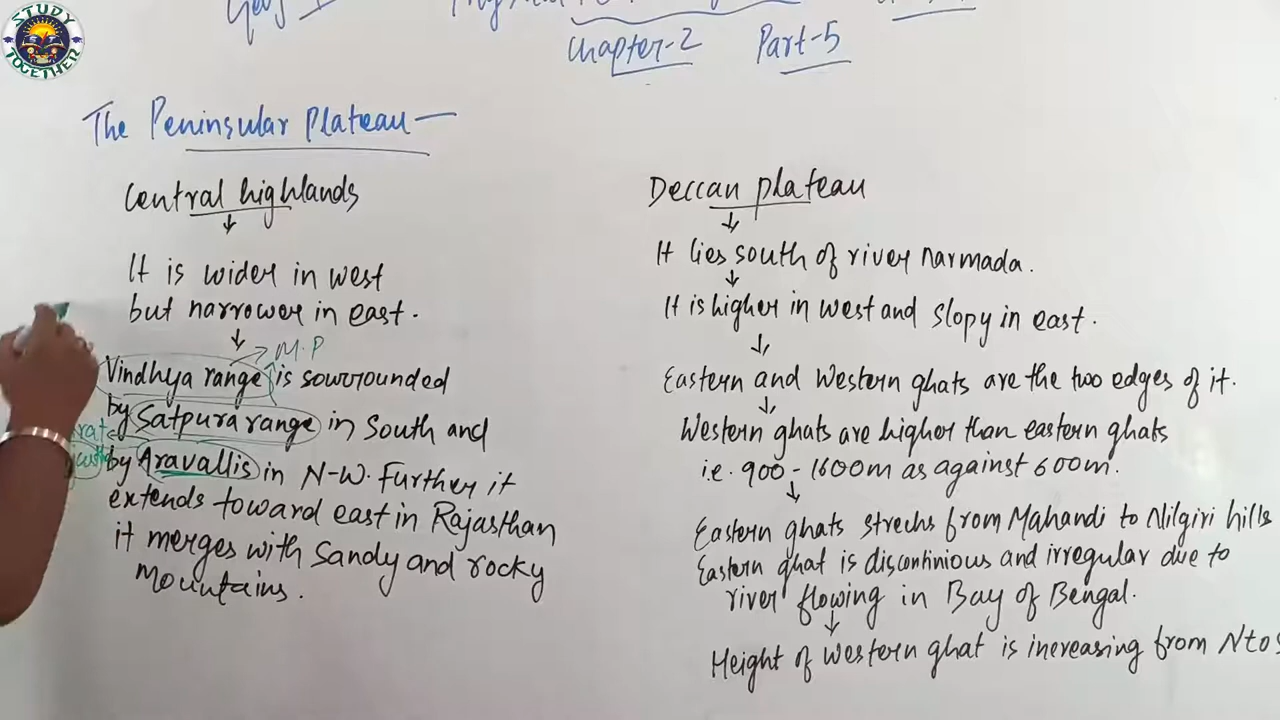 STUDY TOGETHER
Chapter-2 Part-5
The Peninsular plateau—
Central highlands
It is wider in west
but narrower in east.
M.P
Vindhya range is sourrounded
by Satpura range in South and
by Aravallis in N-W. Further it
extends toward east in Rajasthan
it merges with Sandy and rocky
Mountains.
Deccan plateau
It lies south of river narmada.
It is higher in west and slopy in east.
Eastern and Western ghats are the two edges of it.
Western ghats are higher than eastern ghats
i.e. 900-1600m as against 600m.
Eastern ghats strechs from Mahandi to Nilgiri hills
Eastern ghat is discontinious and irregular due to
river flowing in Bay of Bengal.
Height of western ghat is increasing from N to S